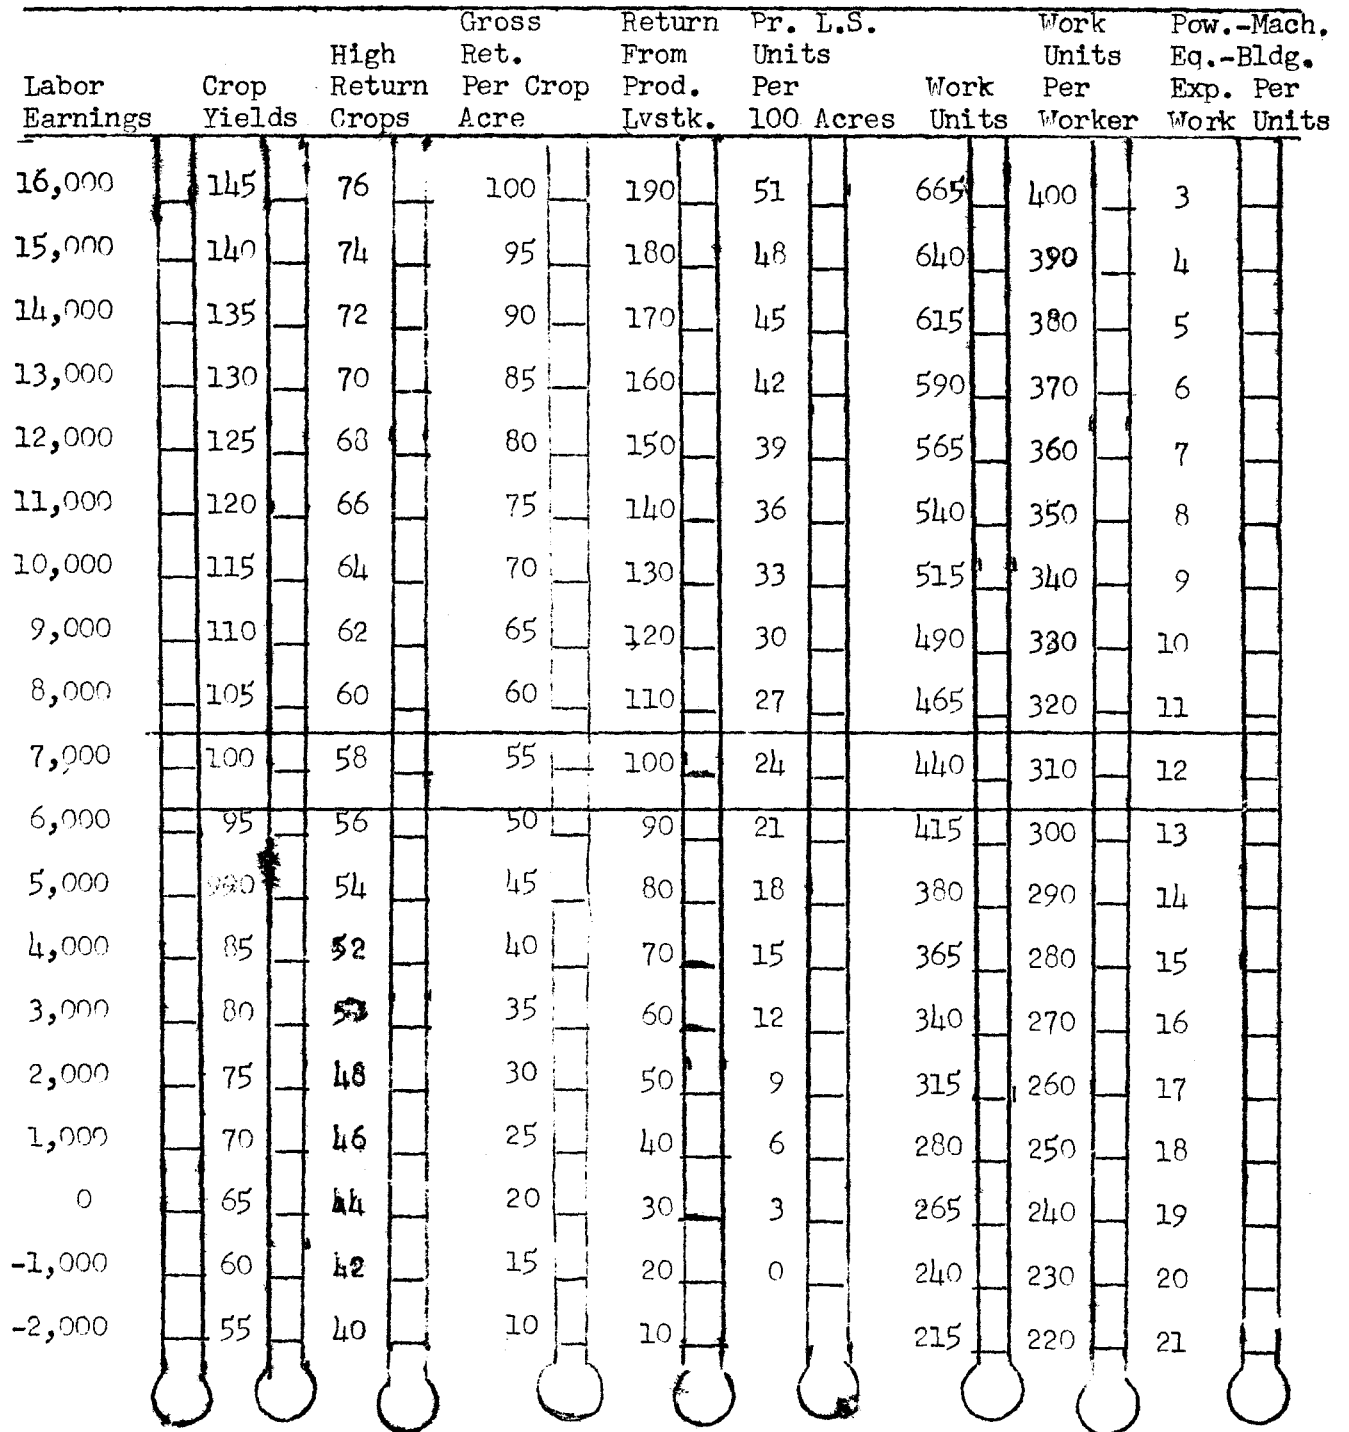 Gross Return Pr. L.S. Work Pow.-Mach.
High Ret. From Units Units Eq.-Bldg.
Labor Crop Return Per Crop Prod. Per Work Per Exp. Per
Earnings Yields Crops Acre Lvstk. 100 Acres Units Worker Work Units
16,000 145 76 100 190 51 665 400 3
15,000 140 74 95 180 48 640 390 4
14,000 135 72 90 170 45 615 380 5
13,000 130 70 85 160 42 590 370 6
12,000 125 68 80 150 39 565 360 7
11,000 120 66 75 140 36 540 350 8
10,000 115 64 70 130 33 515 340 9
9,000 110 62 65 120 30 490 330 10
8,000 105 60 60 110 27 465 320 11
7,000 100 58 55 100 24 440 310 12
6,000 95 56 50 90 21 415 300 13
5,000 54 45 80 18 380 290 14
4,000 85 52 40 70 15 365 280 15
3,000 80 35 60 12 340 270 16
2,000 75 48 30 50 9 315 260 17
1,000 70 46 25 40 6 280 250 18
0 65 44 20 30 3 265 240 19
-1,000 60 42 15 20 0 240 230 20
-2,000 55 40 10 10 215 220 21